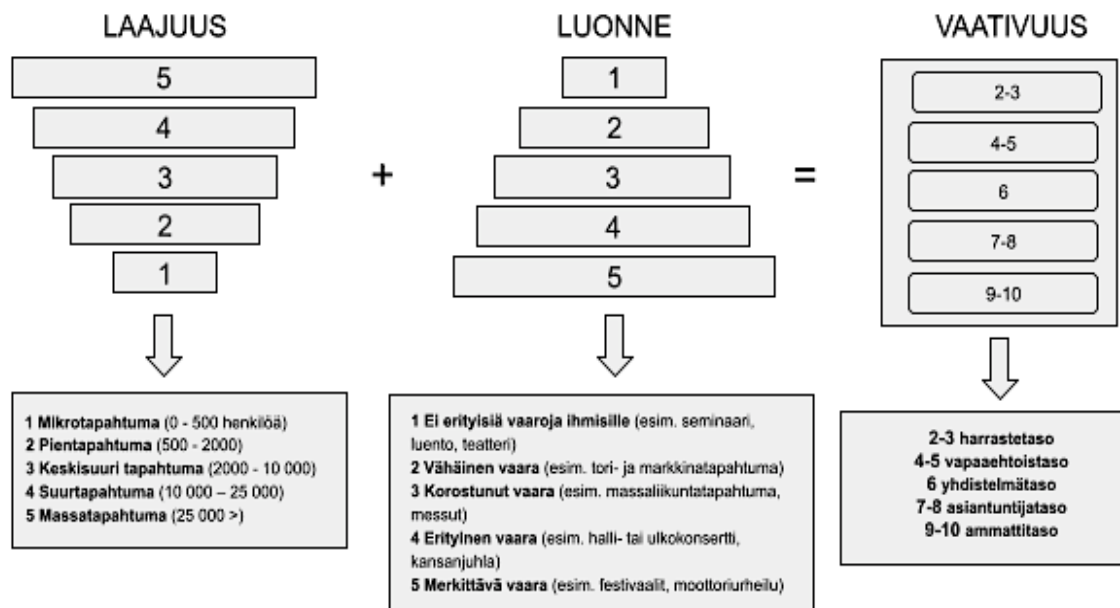 LAAJUUS
5
4
3
2
1
1 Mikrotapahtuma (0 - 500 henkilöä)
2 Pientapahtuma (500 - 2000)
3 Keskisuuri tapahtuma (2000 - 10 000)
4 Suurtapahtuma (10 000 – 25 000)
5 Massatapahtuma (25 000 >)
+
LUONNE
1
2
3
4
5
1 Ei erityisiä vaaroja ihmisille (esim. seminaari,
luento, teatteri)
2 Vähäinen vaara (esim. tori- ja markkinatapahtuma)
3 Korostunut vaara (esim. massaliikuntatapahtuma,
messut)
4 Erityinen vaara (esim. halli- tai ulkokonsertti,
kansanjuhla)
5 Merkittävä vaara (esim. festivaalit, moottoriurheilu)
=
VAATIVUUS
2-3
4-5
6
7-8
9-10
2-3 harrastetaso
4-5 vapaaehtoistaso
6 yhdistelmätaso
7-8 asiantuntijataso
9-10 ammattitaso